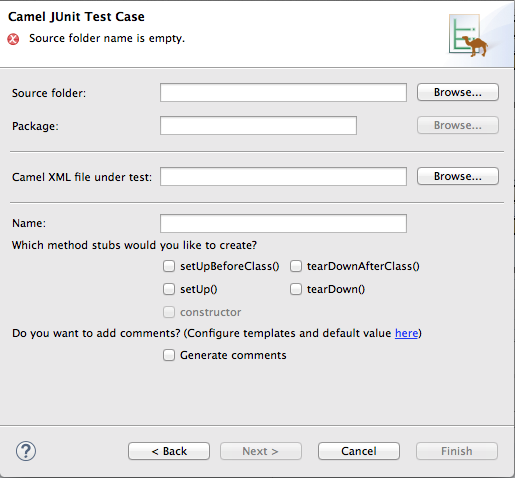 Camel JUnit Test Case
Source folder name is empty.
Source folder: Browse...
Package: Browse...
Camel XML file under test: Browse...
Name:
Which method stubs would you like to create?
setUpBeforeClass() tearDownAfterClass()
setUp() tearDown()
constructor
Do you want to add comments? (Configure templates and default value here)
Generate comments
? < Back Next > Cancel Finish